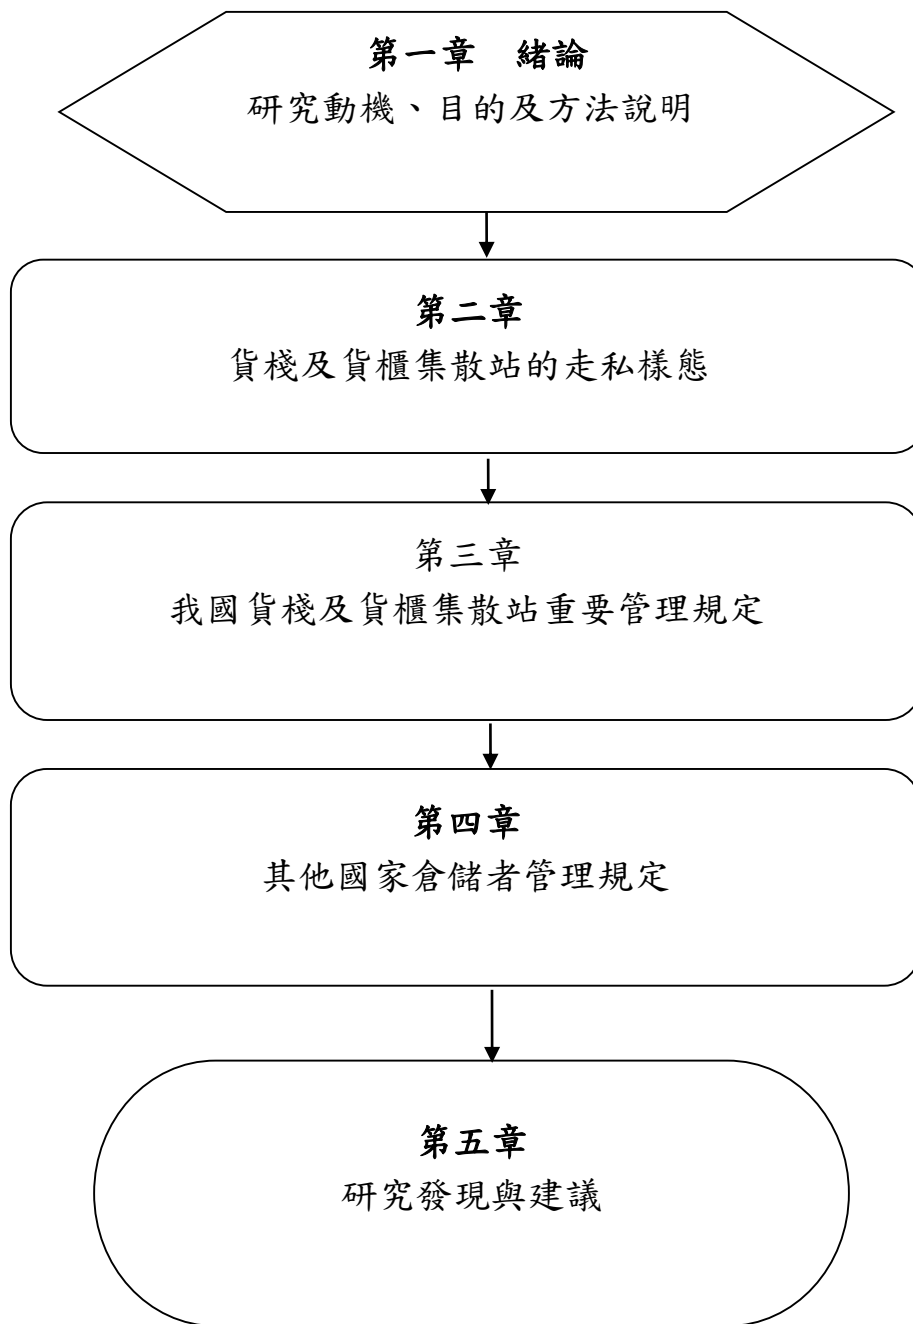 第一章　緒論
研究動機、目的及方法說明
第二章
貨棧及貨櫃集散站的走私樣態
第三章
我國貨棧及貨櫃集散站重要管理規定
第四章
其他國家倉儲者管理規定
第五章
研究發現與建議